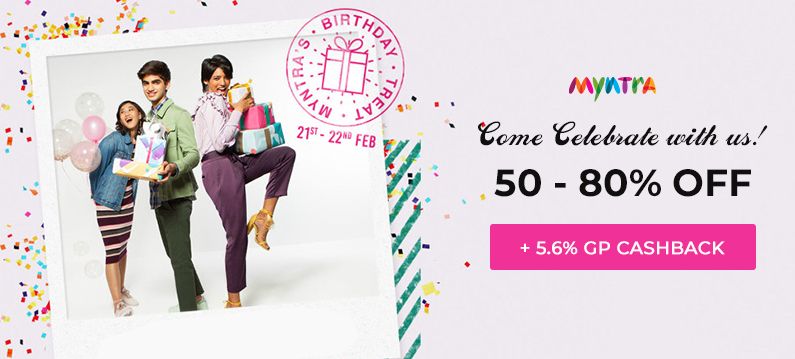 MYNTRA'S · BIRTHDAY · TREAT ·
21ST - 22ND FEB
MYNTRA
Come Celebrate with us!
50 - 80% OFF
+ 5.6% GP CASHBACK